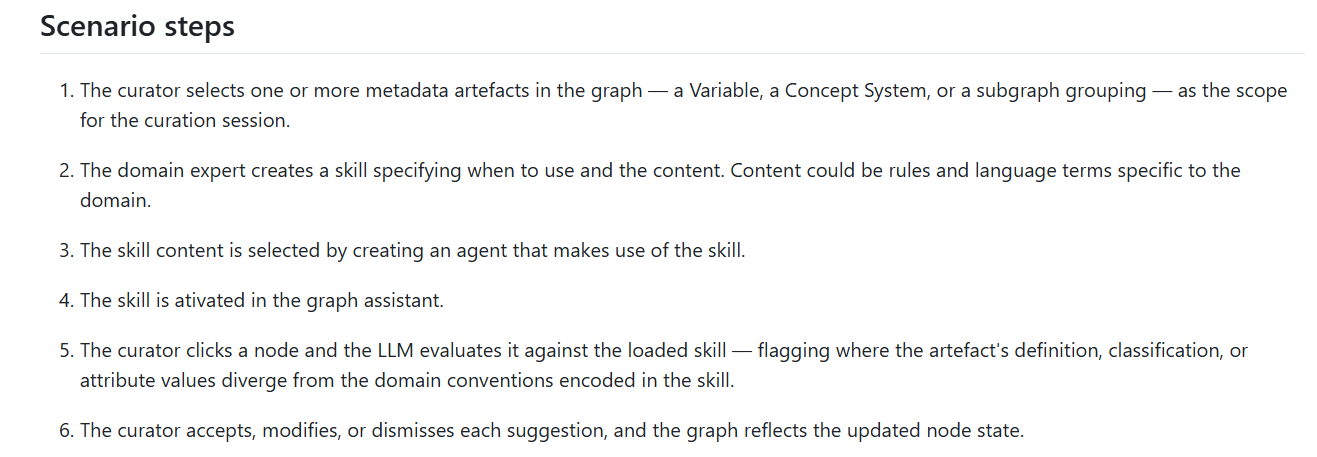 Scenario steps
1. The curator selects one or more metadata artefacts in the graph — a Variable, a Concept System, or a subgraph grouping — as the scope
for the curation session.
2. The domain expert creates a skill specifying when to use and the content. Content could be rules and language terms specific to the
domain.
3. The skill content is selected by creating an agent that makes use of the skill.
4. The skill is ativated in the graph assistant.
5. The curator clicks a node and the LLM evaluates it against the loaded skill — flagging where the artefact's definition, classification, or
attribute values diverge from the domain conventions encoded in the skill.
6. The curator accepts, modifies, or dismisses each suggestion, and the graph reflects the updated node state.